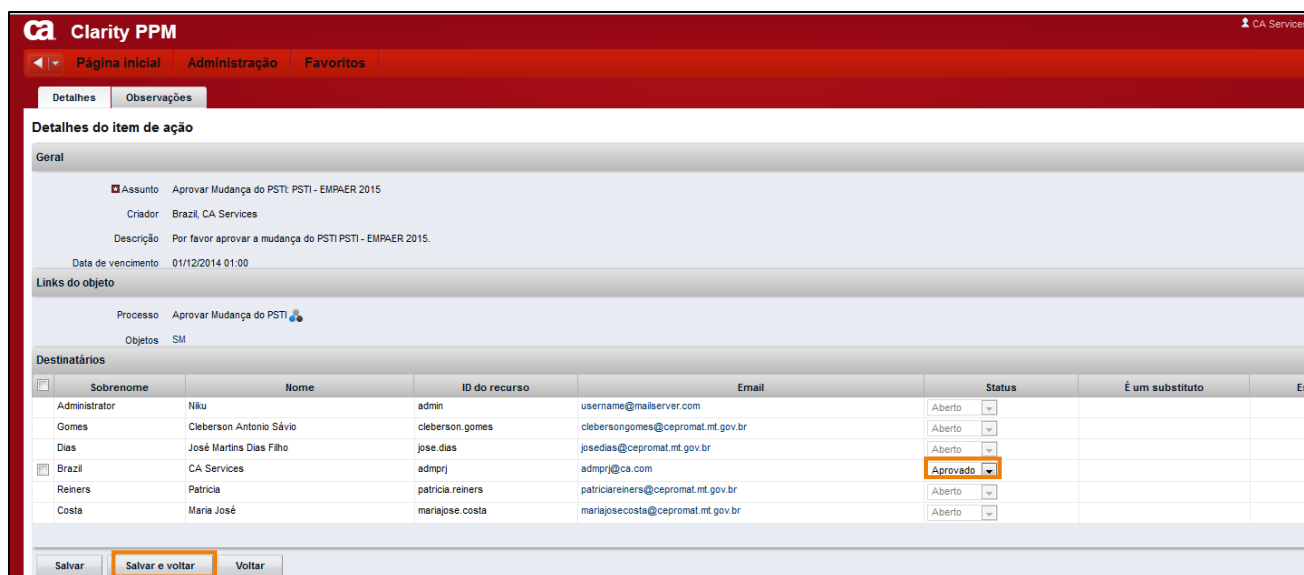 ca Clarity PPM
CA Services
Página inicial Administração Favoritos
Detalhes Observações
Detalhes do item de ação
Geral
Assunto Aprovar Mudança do PSTI: PSTI - EMPAER 2015
Criador Brazil, CA Services
Descrição Por favor aprovar a mudança do PSTI PSTI - EMPAER 2015.
Data de vencimento 01/12/2014 01:00
Links do objeto
Processo Aprovar Mudança do PSTI
Objetos SM
Destinatários
Sobrenome Nome ID do recurso Email Status É um substituto
Administrator Niku admin username@mailserver.com Aberto
Gomes Cleberson Antonio Sávio cleberson.gomes clebersongomes@cepromat.mt.gov.br Aberto
Dias José Martins Dias Filho jose.dias josedias@cepromat.mt.gov.br Aberto
Brazil CA Services admprj admprj@ca.com Aprovado
Reiners Patricia patricia.reiners patriciareiners@cepromat.mt.gov.br Aberto
Costa Maria José mariajose.costa mariajosecosta@cepromat.mt.gov.br Aberto
Salvar Salvar e voltar Voltar